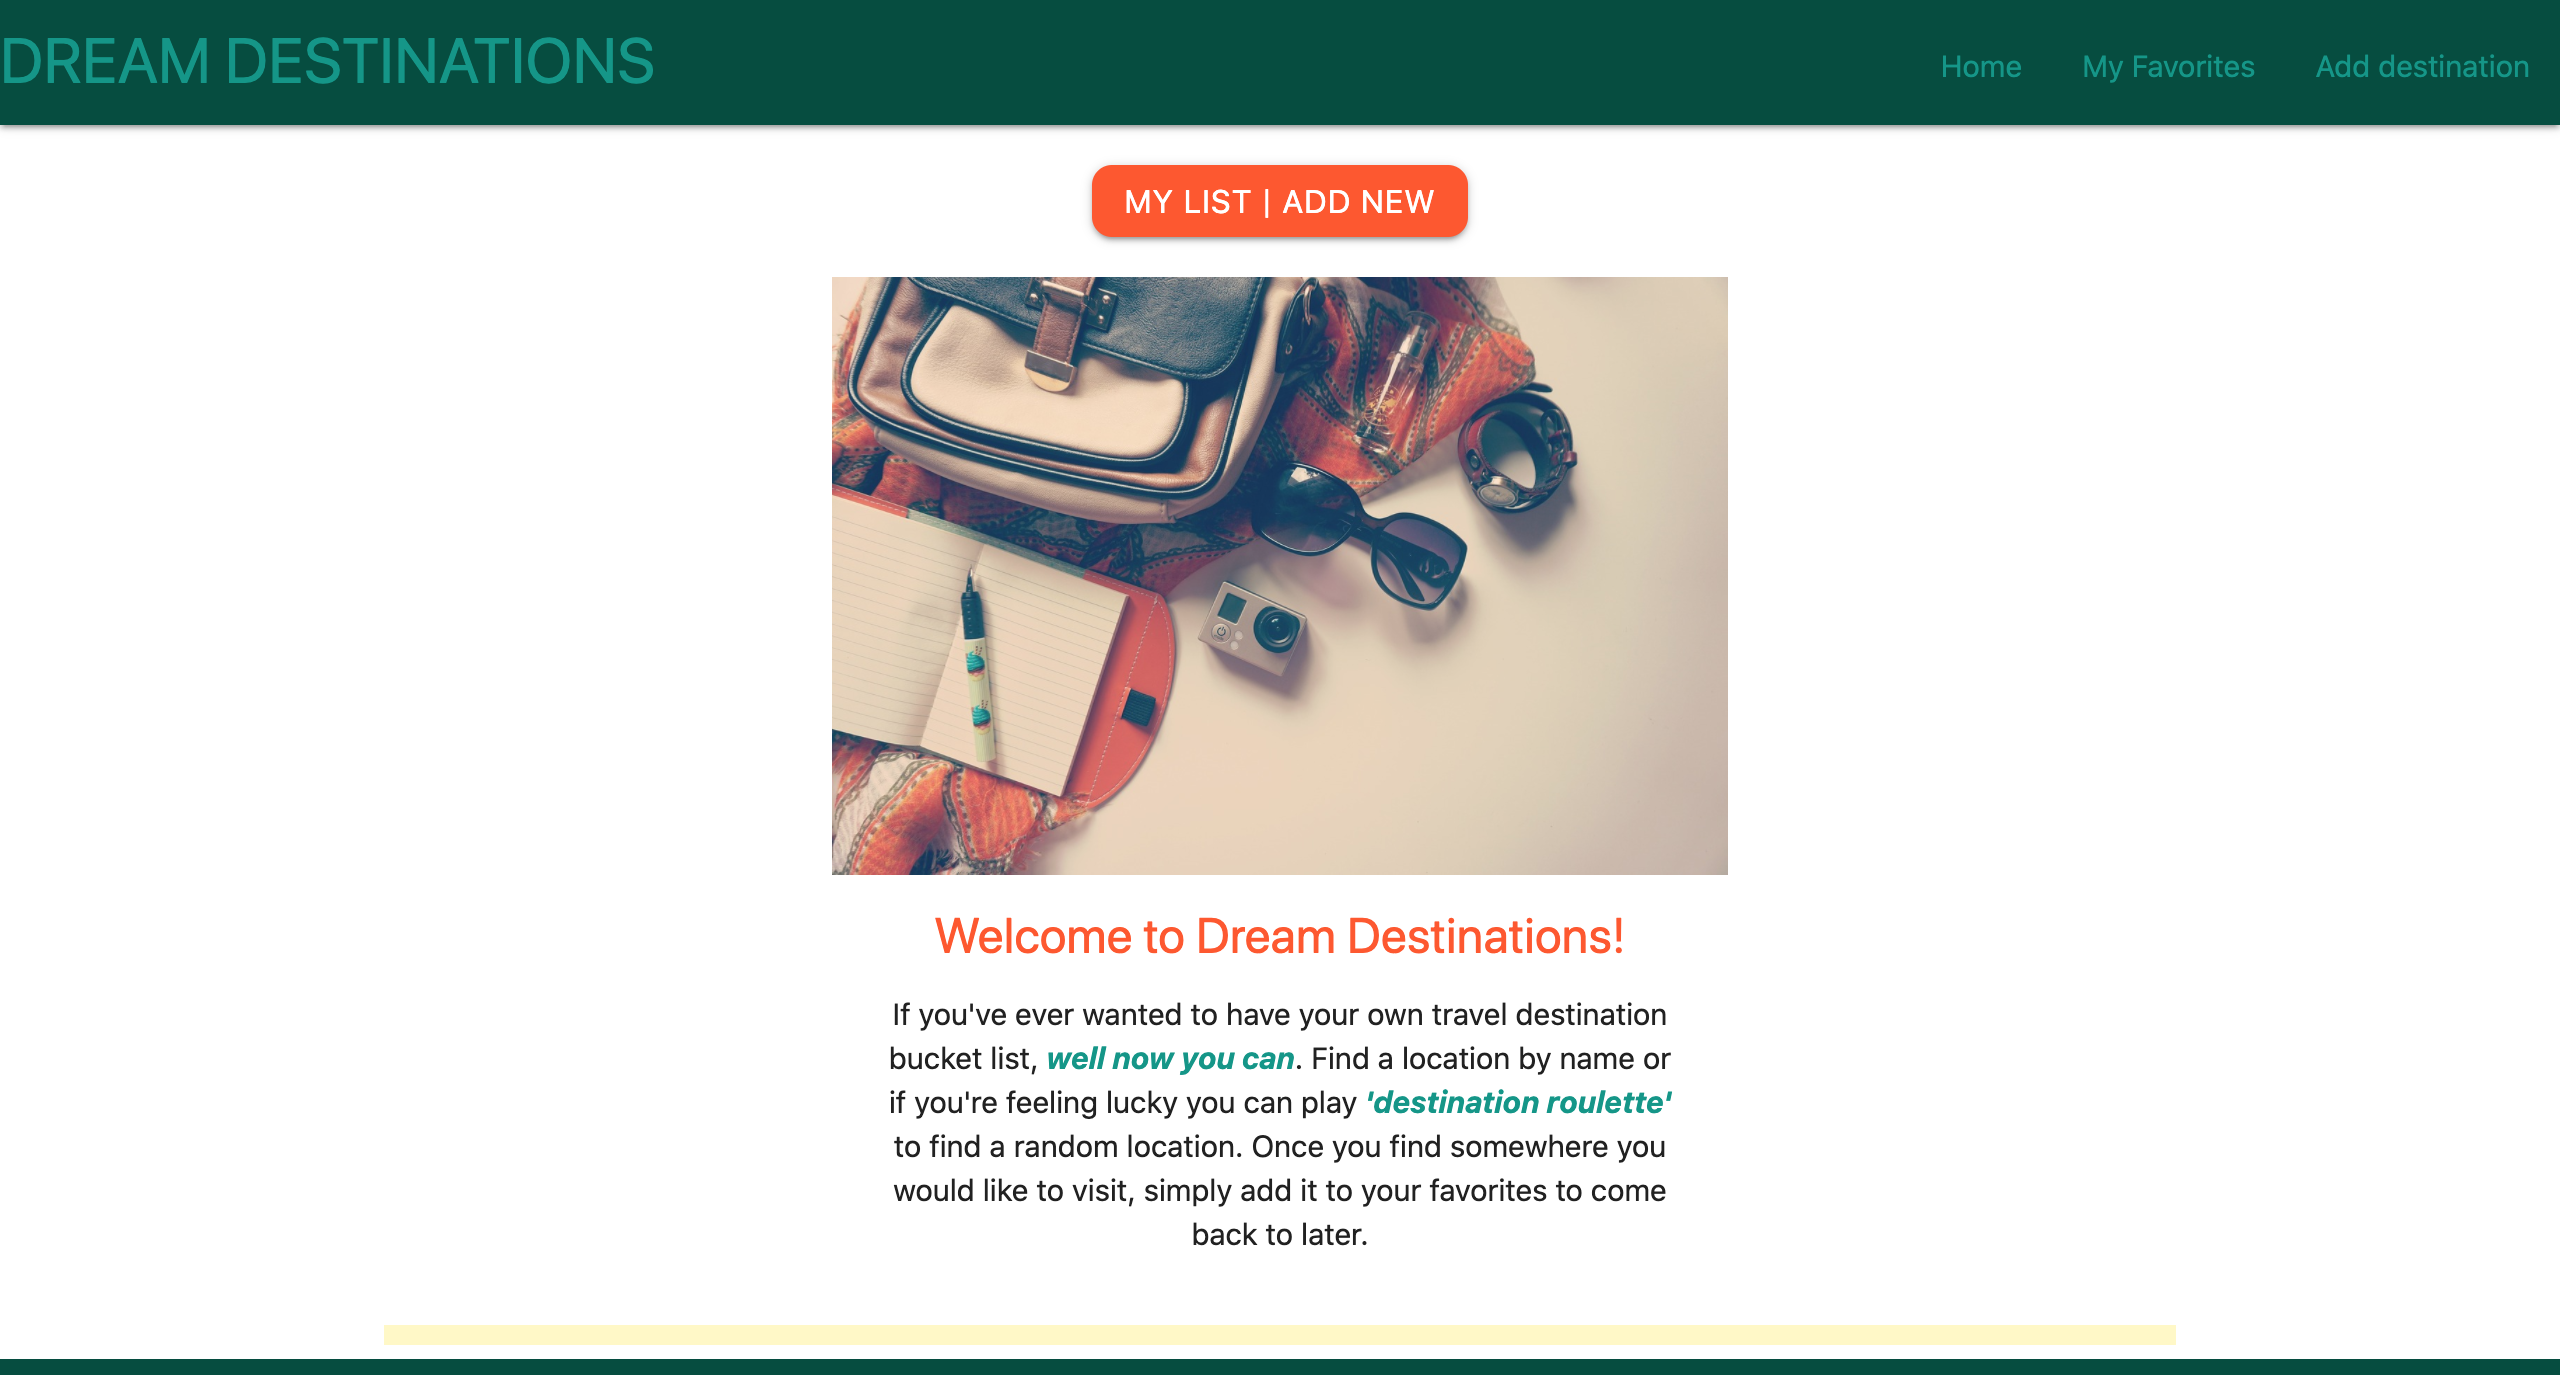 DREAM DESTINATIONS
Home My Favorites Add destination
MY LIST | ADD NEW
Welcome to Dream Destinations!
If you've ever wanted to have your own travel destination
bucket list, well now you can. Find a location by name or
if you're feeling lucky you can play 'destination roulette'
to find a random location. Once you find somewhere you
would like to visit, simply add it to your favorites to come
back to later.